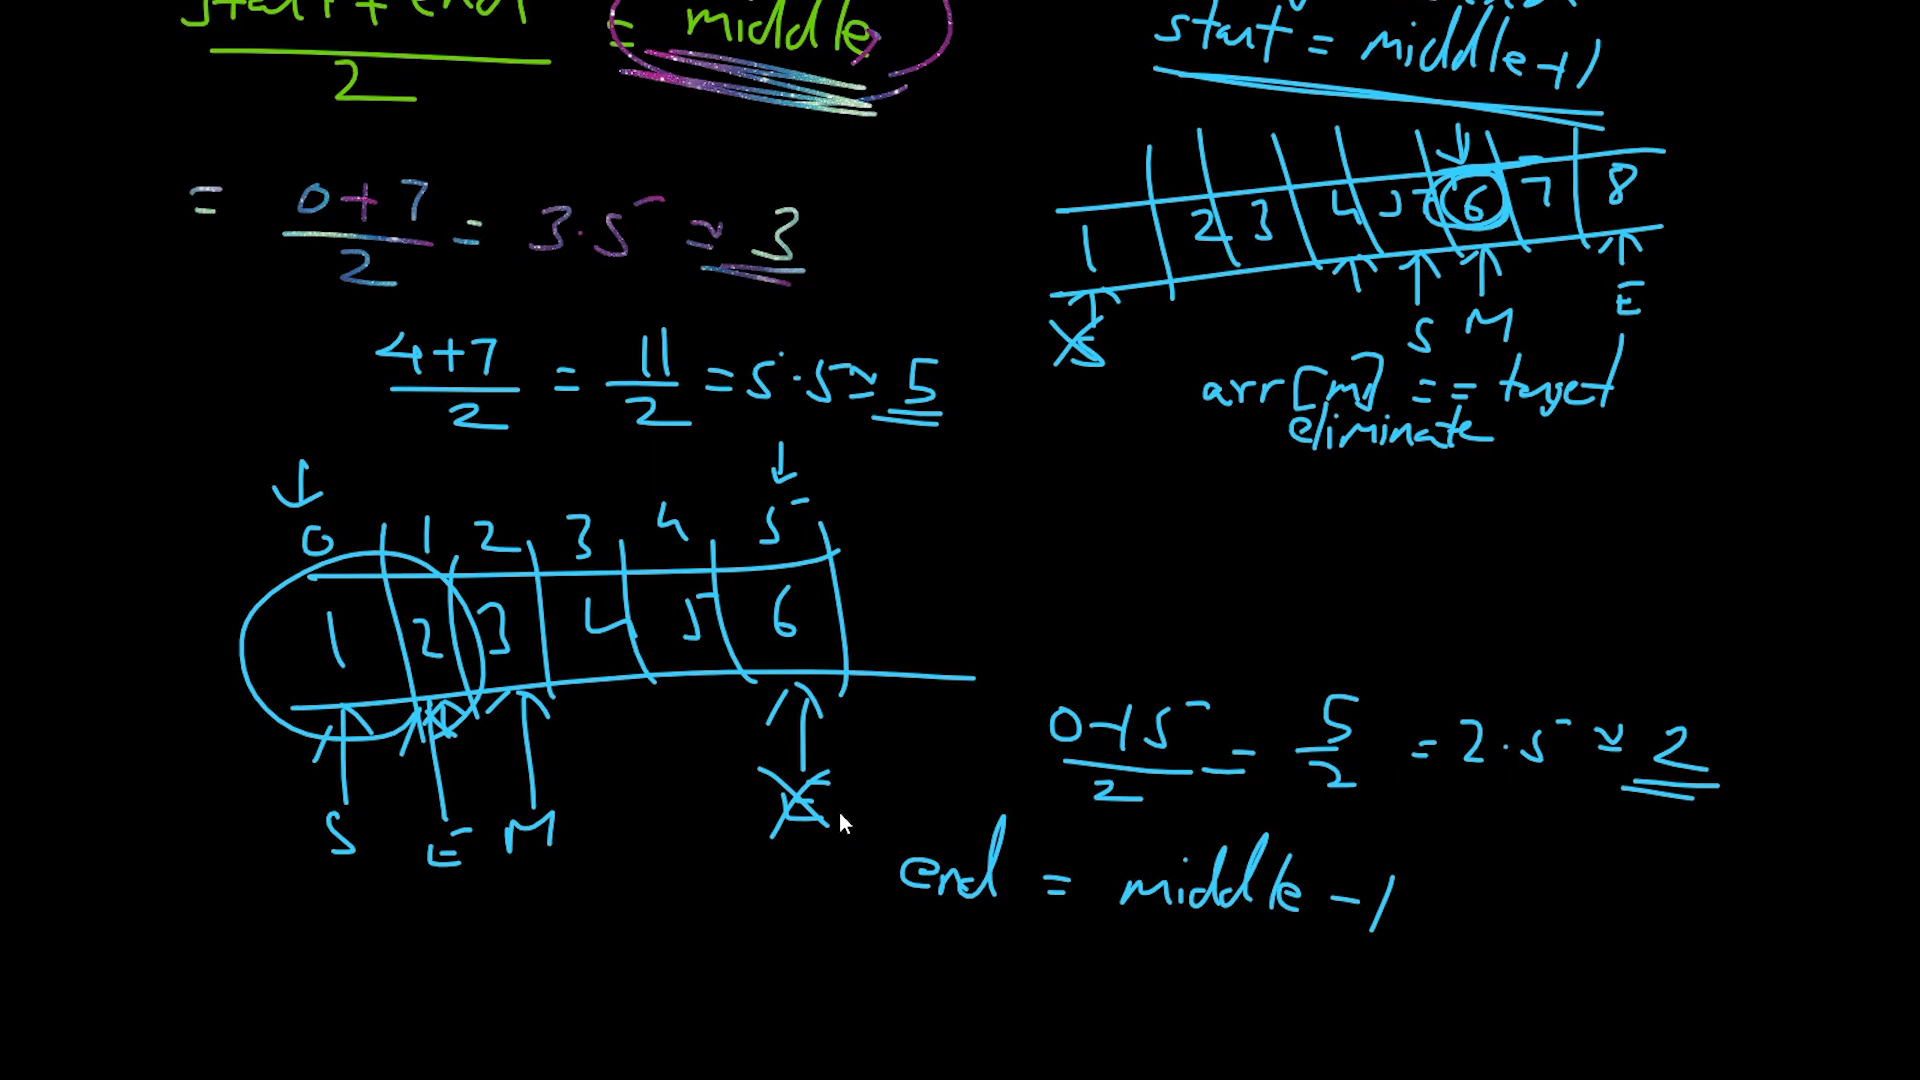 start + end
= middle
2
start = middle+1
= 0+7 = 3.5 ≈ 3
2
1 2 3 4 5 6 7 8
S M E
4+7 = 11 = 5.5 ≈ 5
2 2
arr[m] == target
eliminate
0 1 2 3 4 5
1 2 3 4 5 6
S E M E
0+5 = 5 = 2.5 ≈ 2
2 2
end = middle -1